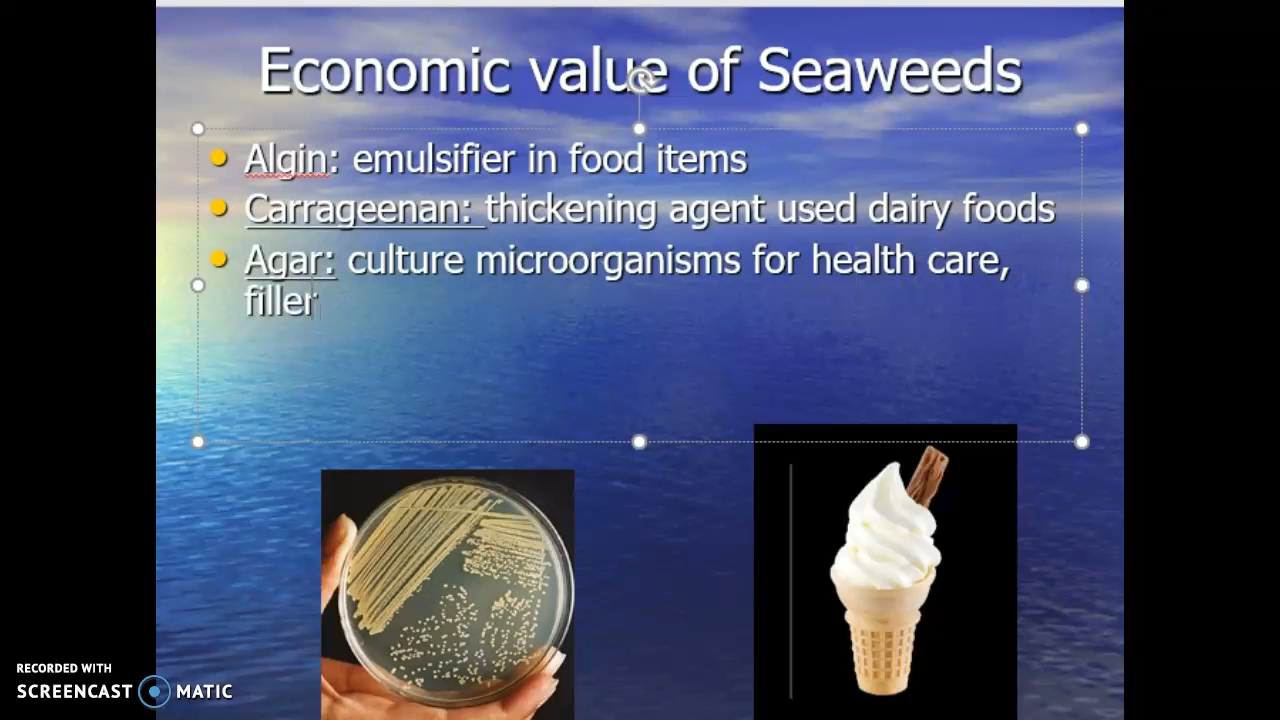 Economic value of Seaweeds
Algin: emulsifier in food items
Carrageenan: thickening agent used dairy foods
Agar: culture microorganisms for health care,
filler
RECORDED WITH
SCREENCAST MATIC